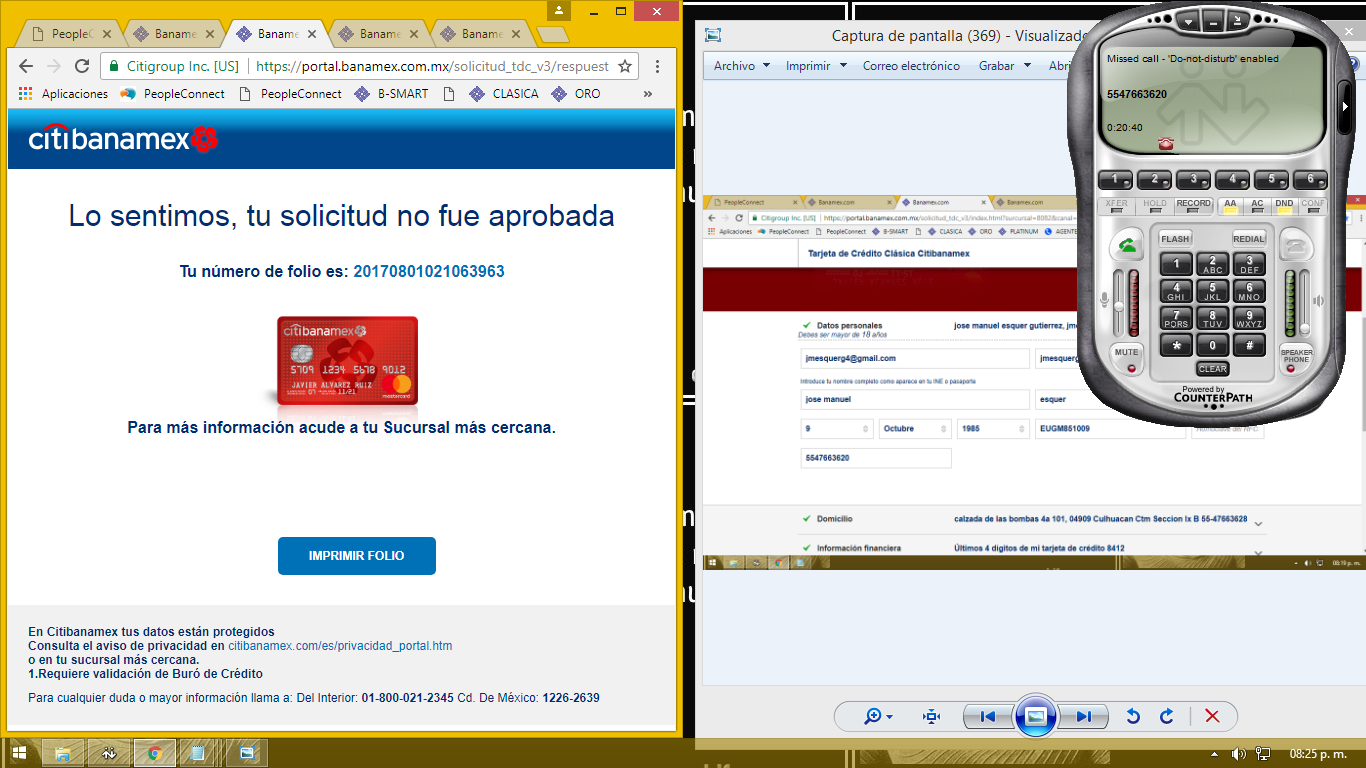 PeopleC
Baname
Baname
Baname
Baname
Citigroup Inc. [US]
https://portal.banamex.com.mx/solicitud_tdc_v3/respuest
Aplicaciones
PeopleConnect
PeopleConnect
B-SMART
CLASICA
ORO
»
citibanamex
Lo sentimos, tu solicitud no fue aprobada
Tu número de folio es: 20170801021063963
citibanamex
5709 1234 5678 9012
11/21
JAVIER ALVAREZ RUIZ
mastercard
Para más información acude a tu Sucursal más cercana.
IMPRIMIR FOLIO
En Citibanamex tus datos están protegidos
Consulta el aviso de privacidad en citibanamex.com/es/privacidad_portal.htm
o en tu sucursal más cercana.
1.Requiere validación de Buró de Crédito
Para cualquier duda o mayor información llama a: Del Interior: 01-800-021-2345 Cd. De México: 1226-2639
Captura de pantalla (369) - Visualizado
Archivo
Imprimir
Correo electrónico
Grabar
Abri
PeopleConnect
Banamex.com
Banamex.com
Banamex.com
Citigroup Inc. [US]
https://portal.banamex.com.mx/solicitud_tdc_v3/index.html?sursursal=8082&canal=
Aplicaciones
PeopleConnect
PeopleConnect
B-SMART
CLASICA
ORO
PLATINUM
AGENTE
Tarjeta de Crédito Clásica Citibanamex
Datos personales
jose manuel esquer gutierrez, jme
Debes ser mayor de 18 años
jmesquerg4@gmail.com
jmesquerg
Introduce tu nombre completo como aparece en tu INE o pasaporte
jose manuel
esquer
9
Octubre
1985
EUGM851009
Homoclave del RFC.
5547663620
Domicilio
calzada de las bombas 4a 101, 04909 Culhuacan Ctm Seccion Ix B 55-47663628
Información financiera
Últimos 4 digitos de mi tarjeta de crédito 8412
08:19 p. m.
Missed call - 'Do-not-disturb' enabled
5547663620
0:20:40
1
2
3
4
5
6
XFER
HOLD
RECORD
AA
AC
DND
CONF
FLASH
REDIAL
1
2 ABC
3 DEF
4 GHI
5 JKL
6 MNO
7 PQRS
8 TUV
9 WXYZ
*
0
#
MUTE
SPEAKER PHONE
CLEAR
Powered by
COUNTERPATH
08:25 p. m.